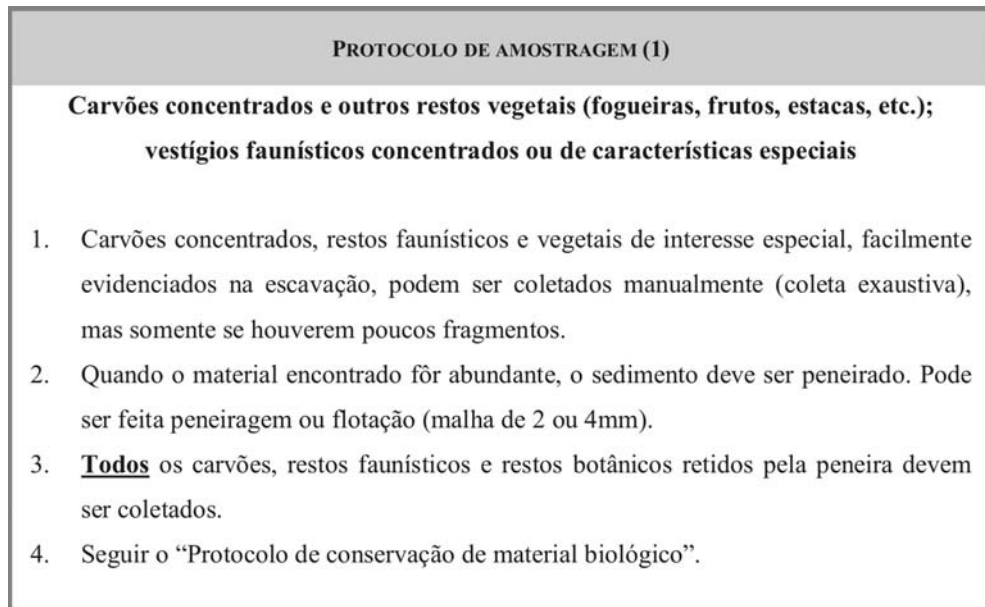 PROTOCOLO DE AMOSTRAGEM (1)
Carvões concentrados e outros restos vegetais (fogueiras, frutos, estacas, etc.);
vestígios faunísticos concentrados ou de características especiais
1. Carvões concentrados, restos faunísticos e vegetais de interesse especial, facilmente
evidenciados na escavação, podem ser coletados manualmente (coleta exaustiva),
mas somente se houverem poucos fragmentos.
2. Quando o material encontrado fôr abundante, o sedimento deve ser peneirado. Pode
ser feita peneiragem ou flotação (malha de 2 ou 4mm).
3. Todos os carvões, restos faunísticos e restos botânicos retidos pela peneira devem
ser coletados.
4. Seguir o “Protocolo de conservação de material biológico”.